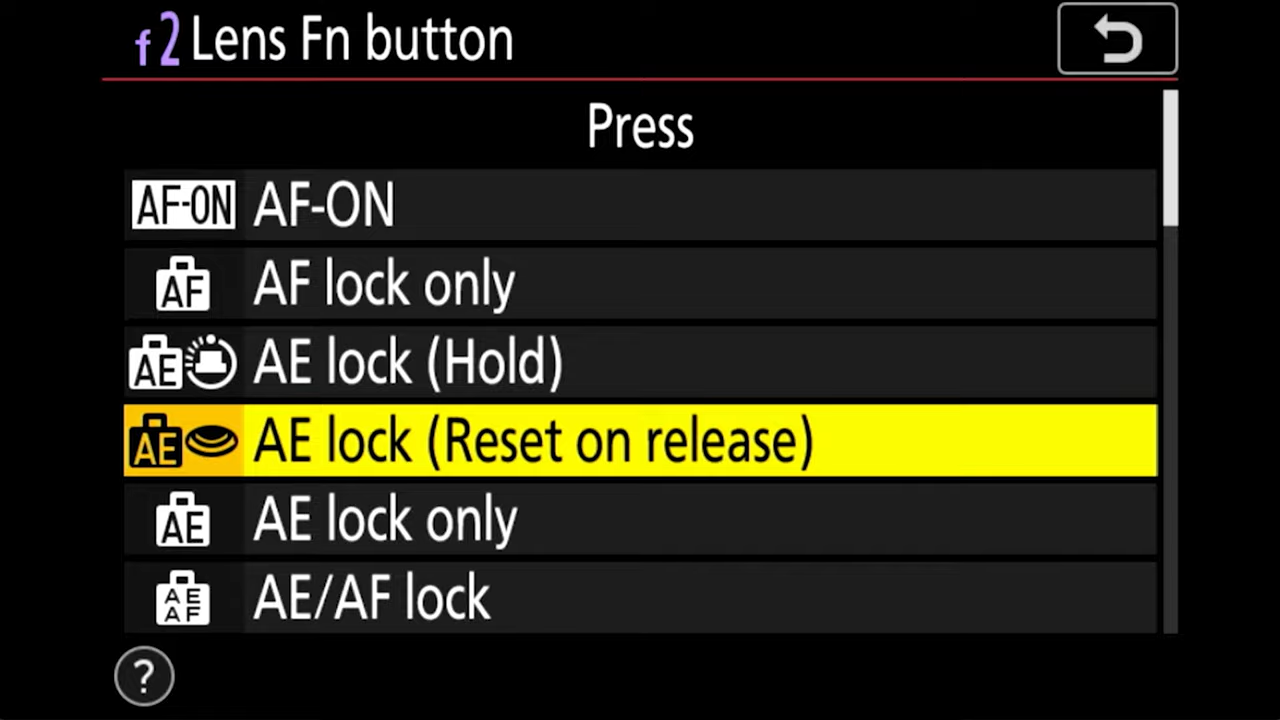 f2 Lens Fn button
Press
AF-ON AF-ON
AF AF lock only
AE AE lock (Hold)
AE AE lock (Reset on release)
AE AE lock only
AE AF AE/AF lock
?